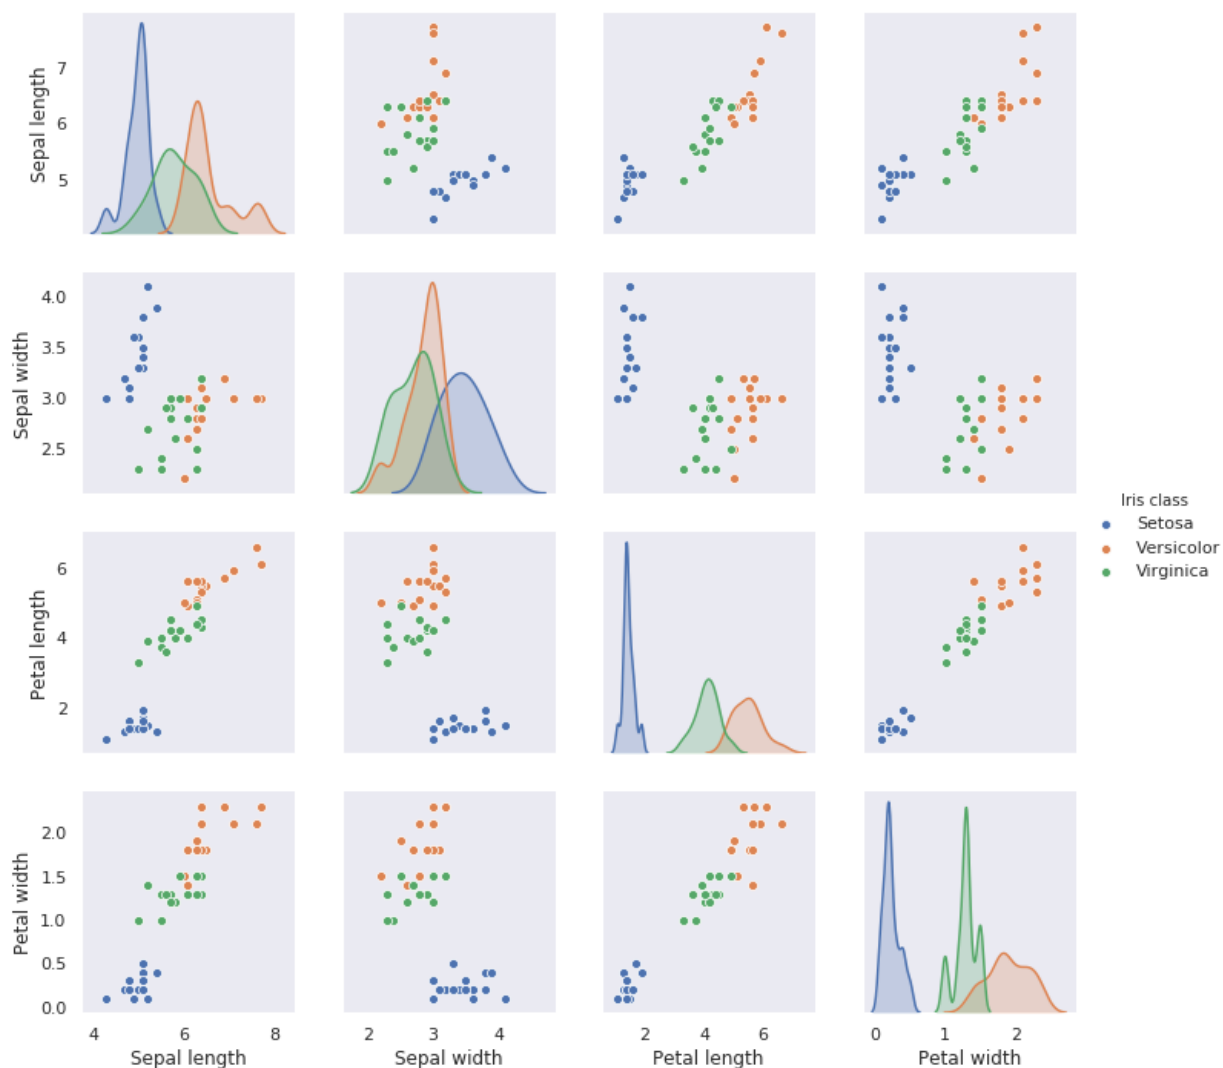 Sepal length
7
6
5
Sepal width
4.0
3.5
3.0
2.5
Petal length
6
4
2
Petal width
2.0
1.5
1.0
0.5
0.0
4 6 8
2 3 4
2 4 6
0 1 2
Sepal length
Sepal width
Petal length
Petal width
Iris class
Setosa
Versicolor
Virginica